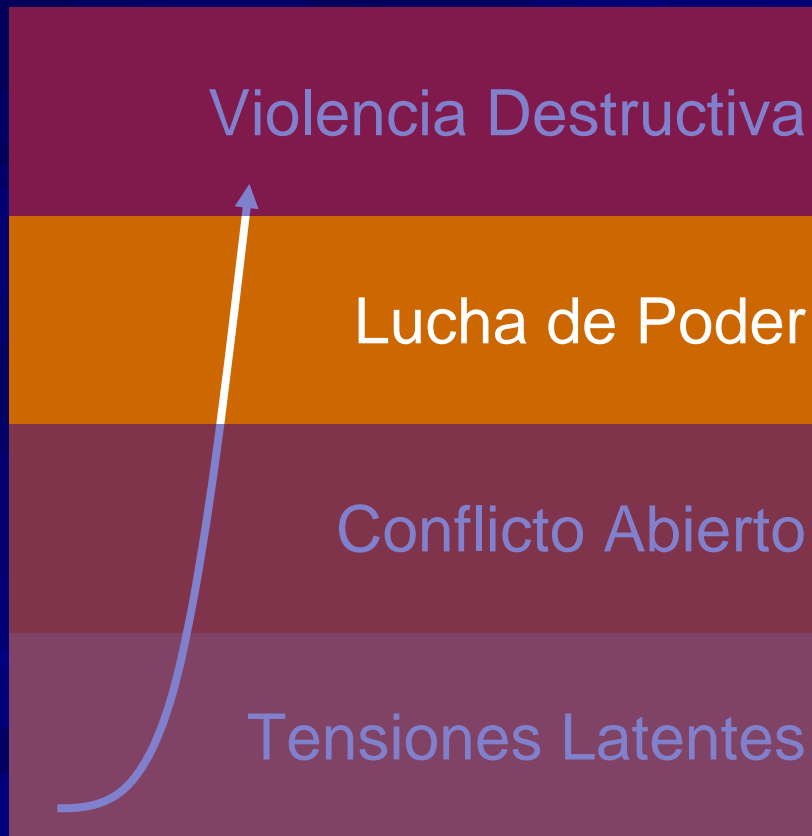 Violencia Destructiva
Lucha de Poder
Conflicto Abierto
Tensiones Latentes